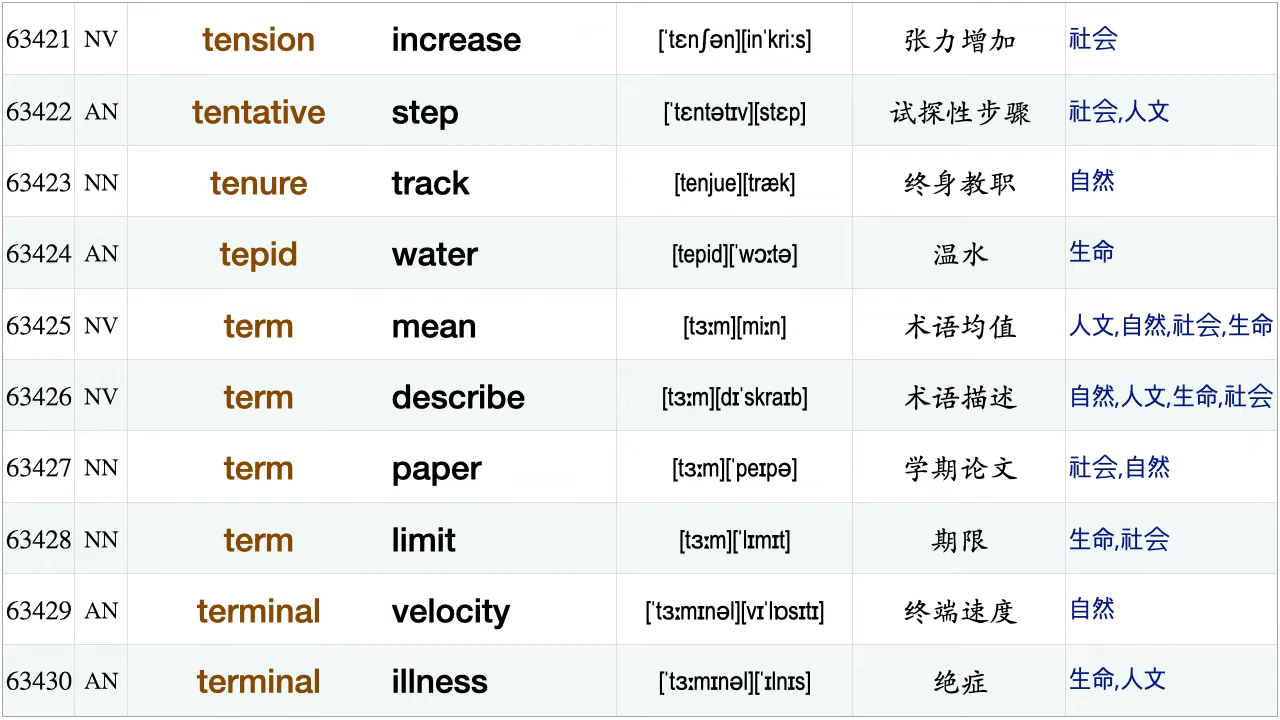 63421 NV tension increase [ˈtɛnʃən][inˈkriːs] 张力增加 社会
63422 AN tentative step [ˈtɛntətɪv][stɛp] 试探性步骤 社会,人文
63423 NN tenure track [tenjue][træk] 终身教职 自然
63424 AN tepid water [tepid][ˈwɔːtə] 温水 生命
63425 NV term mean [tɜːm][miːn] 术语均值 人文,自然,社会,生命
63426 NV term describe [tɜːm][dɪˈskraɪb] 术语描述 自然,人文,生命,社会
63427 NN term paper [tɜːm][ˈpeɪpə] 学期论文 社会,自然
63428 NN term limit [tɜːm][ˈlɪmɪt] 期限 生命,社会
63429 AN terminal velocity [ˈtɜːmɪnəl][vɪˈlɒsɪtɪ] 终端速度 自然
63430 AN terminal illness [ˈtɜːmɪnəl][ˈɪlnɪs] 绝症 生命,人文